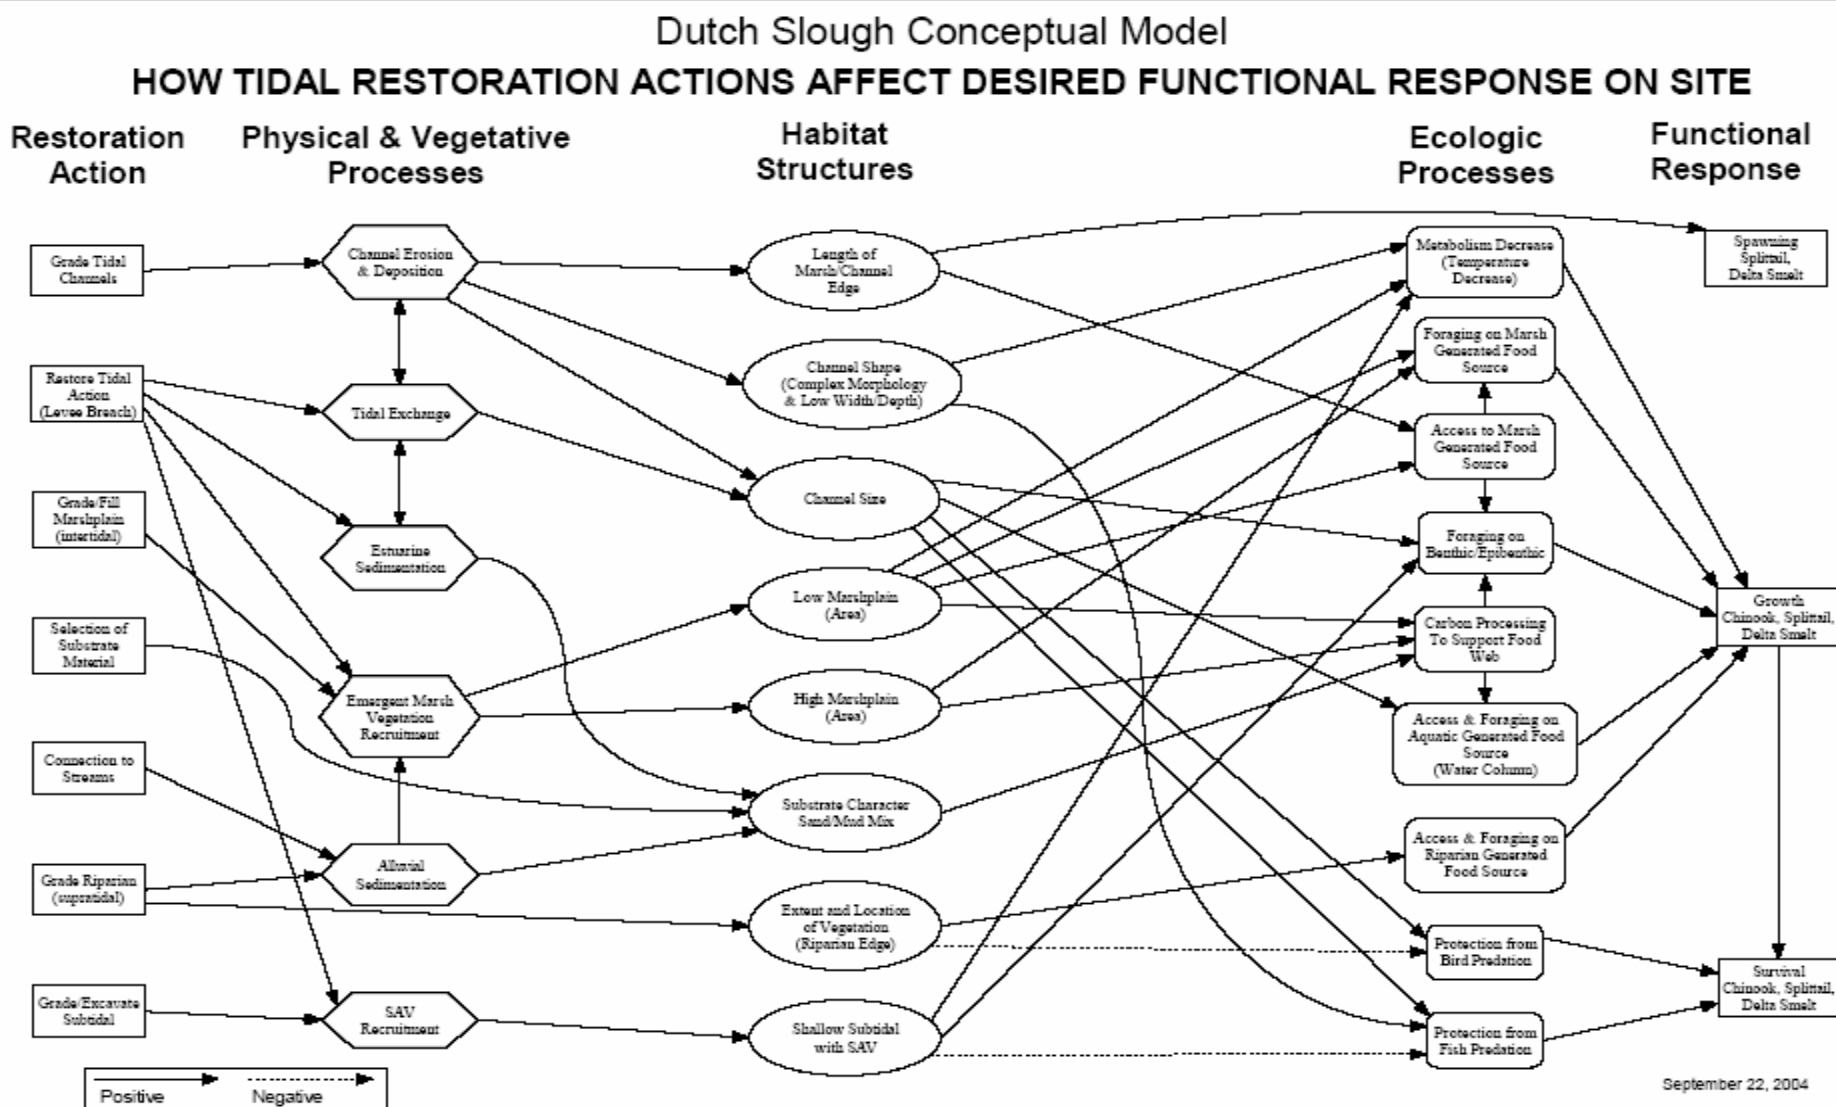 Dutch Slough Conceptual Model
HOW TIDAL RESTORATION ACTIONS AFFECT DESIRED FUNCTIONAL RESPONSE ON SITE
Restoration
Action
Physical & Vegetative
Processes
Habitat
Structures
Ecologic
Processes
Functional
Response
Grade Tidal
Channels
Restore Tidal
Action
(Levee Breach)
Grade/Fill
Marshplain
(intertidal)
Selection of
Substrate
Material
Connection to
Streams
Grade Riparian
(supratidal)
Grade/Excavate
Subtidal
Channel Erosion
& Deposition
Tidal Exchange
Estuarine
Sedimentation
Emergent Marsh
Vegetation
Recruitment
Alluvial
Sedimentation
SAV
Recruitment
Length of
Marsh/Channel
Edge
Channel Shape
(Complex Morphology
& Low Width/Depth)
Channel Size
Low Marshplain
(Area)
High Marshplain
(Area)
Substrate Character
Sand/Mud Mix
Extent and Location
of Vegetation
(Riparian Edge)
Shallow Subtidal
with SAV
Metabolism Decrease
(Temperature
Decrease)
Foraging on Marsh
Generated Food
Source
Access to Marsh
Generated Food
Source
Foraging on
Benthic/Epibenthic
Carbon Processing
To Support Food
Web
Access & Foraging on
Aquatic Generated Food
Source
(Water Column)
Access & Foraging on
Riparian Generated
Food Source
Protection from
Bird Predation
Protection from
Fish Predation
Spawning
Splittail,
Delta Smelt
Growth
Chinook, Splittail,
Delta Smelt
Survival
Chinook, Splittail,
Delta Smelt
Positive
Negative
September 22, 2004